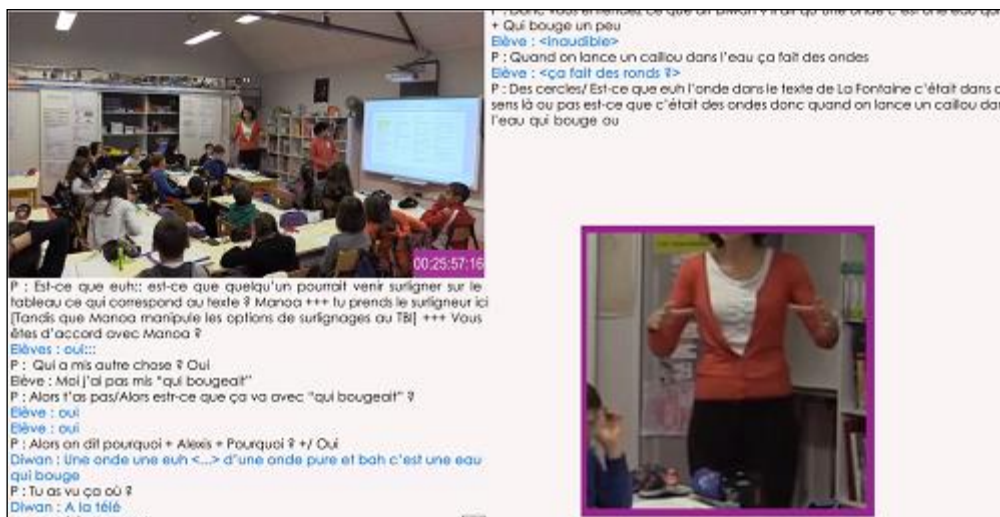 00:25:57:16
P : Est-ce que euh:: est-ce que quelqu'un pourrait venir surligner sur le
tableau ce qui correspond au texte ? Manoa +++ tu prends le surligneur ici
[Tandis que Manoa manipule les options de surlignages au TBI] +++ Vous
êtes d'accord avec Manoa ?
Elèves : oui:::
P : Qui a mis autre chose ? Oui
Elève : Moi j'ai pas mis "qui bougeait"
P : Alors t'as pas/Alors estr-ce que ça va avec "qui bougeait" ?
Elève : oui
Elève : oui
P : Alors on dit pourquoi + Alexis + Pourquoi ? +/ Oui
Diwan : Une onde une euh <...> d'une onde pure et bah c'est une eau
qui bouge
P : Tu as vu ça où ?
Diwan : A la télé
+ Qui bouge un peu
Elève : <inaudible>
P : Quand on lance un caillou dans l'eau ça fait des ondes
Elève : <ça fait des ronds ?>
P : Des cercles/ Est-ce que euh l'onde dans le texte de La Fontaine c'était dans
sens là ou pas est-ce que c'était des ondes donc quand on lance un caillou
l'eau qui bouge ou